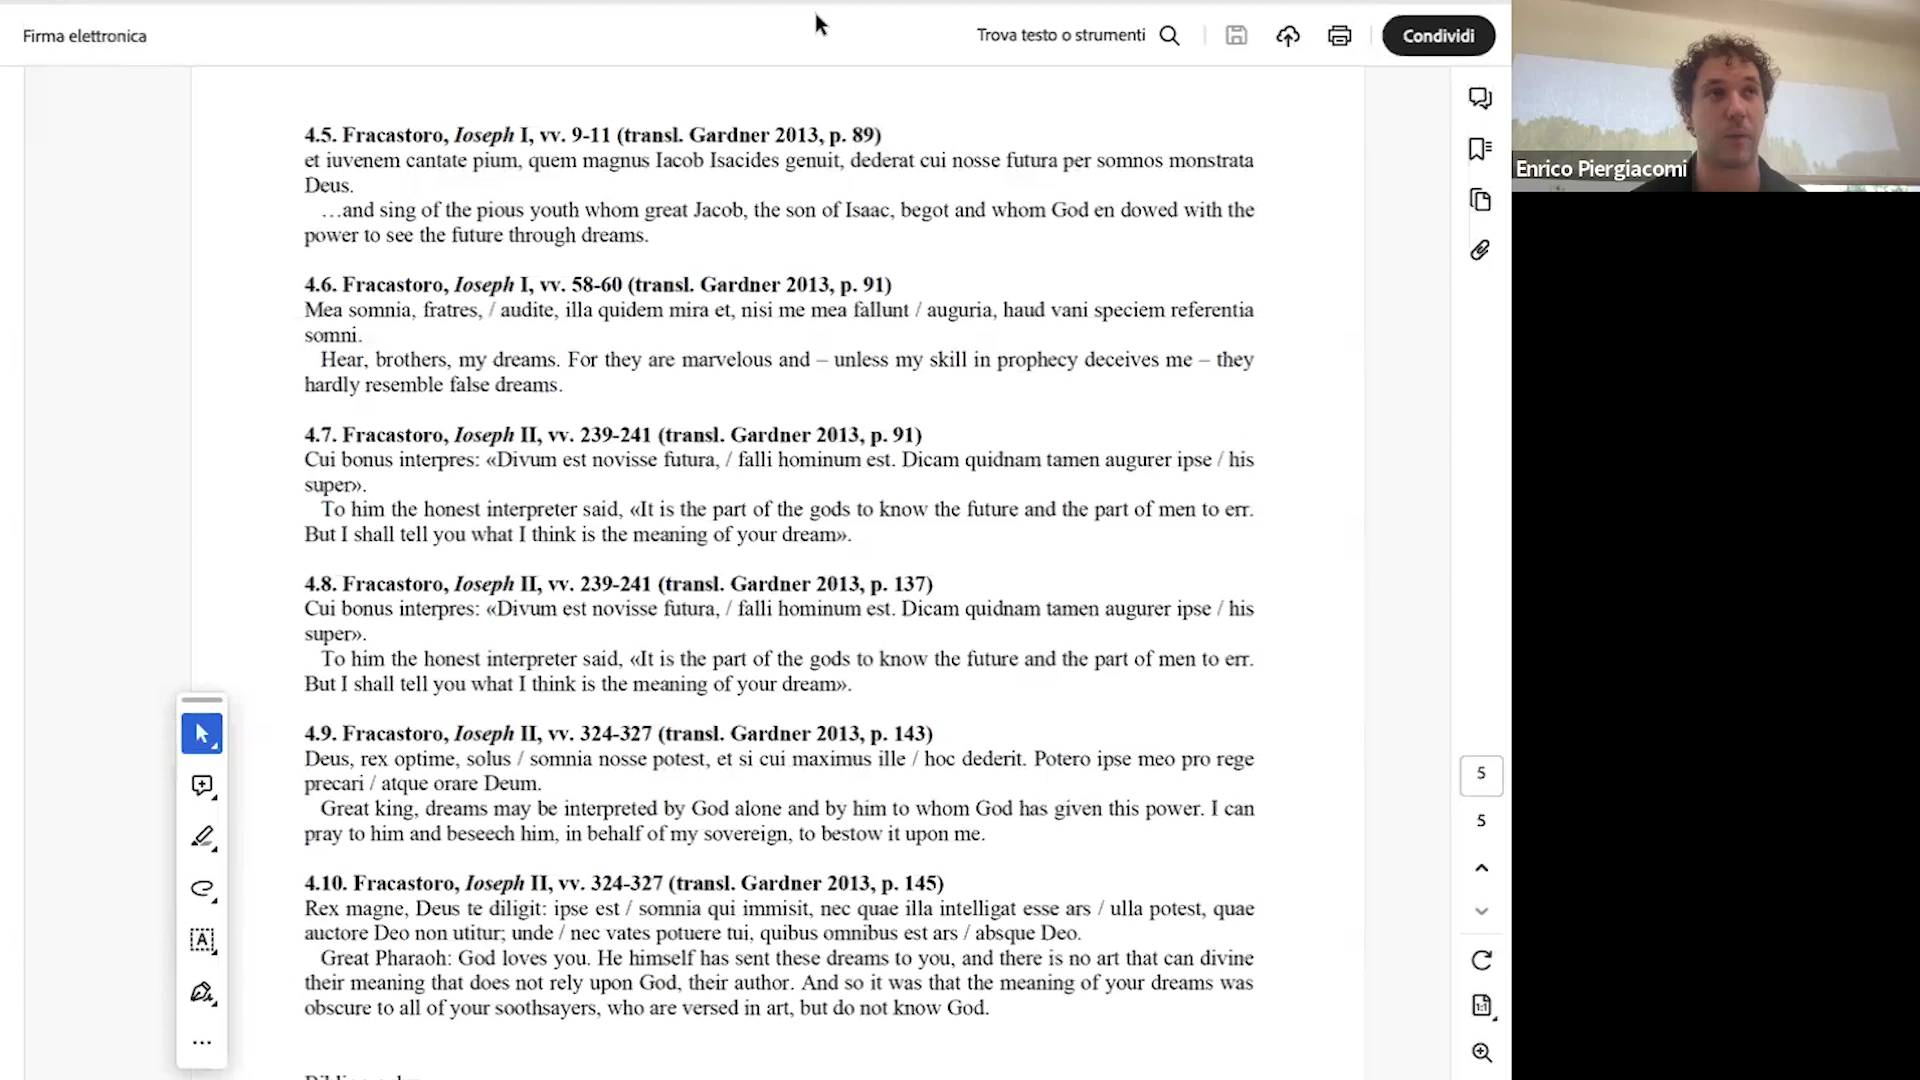 Firma elettronica
Trova testo o strumenti
Condividi
4.5. Fracastoro, Ioseph I, vv. 9-11 (transl. Gardner 2013, p. 89)
et iuvenem cantate pium, quem magnus Iacob Isacides genuit, dederat cui nosse futura per somnos monstrata
Deus.
…and sing of the pious youth whom great Jacob, the son of Isaac, begot and whom God en dowed with the
power to see the future through dreams.
4.6. Fracastoro, Ioseph I, vv. 58-60 (transl. Gardner 2013, p. 91)
Mea somnia, fratres, / audite, illa quidem mira et, nisi me mea fallunt / auguria, haud vani speciem referentia
somni.
Hear, brothers, my dreams. For they are marvelous and – unless my skill in prophecy deceives me – they
hardly resemble false dreams.
4.7. Fracastoro, Ioseph II, vv. 239-241 (transl. Gardner 2013, p. 91)
Cui bonus interpres: «Divum est novisse futura, / falli hominum est. Dicam quidnam tamen augurer ipse / his
super».
To him the honest interpreter said, «It is the part of the gods to know the future and the part of men to err.
But I shall tell you what I think is the meaning of your dream».
4.8. Fracastoro, Ioseph II, vv. 239-241 (transl. Gardner 2013, p. 137)
Cui bonus interpres: «Divum est novisse futura, / falli hominum est. Dicam quidnam tamen augurer ipse / his
super».
To him the honest interpreter said, «It is the part of the gods to know the future and the part of men to err.
But I shall tell you what I think is the meaning of your dream».
4.9. Fracastoro, Ioseph II, vv. 324-327 (transl. Gardner 2013, p. 143)
Deus, rex optime, solus / somnia nosse potest, et si cui maximus ille / hoc dederit. Potero ipse meo pro rege
precari / atque orare Deum.
Great king, dreams may be interpreted by God alone and by him to whom God has given this power. I can
pray to him and beseech him, in behalf of my sovereign, to bestow it upon me.
4.10. Fracastoro, Ioseph II, vv. 324-327 (transl. Gardner 2013, p. 145)
Rex magne, Deus te diligit: ipse est / somnia qui immisit, nec quae illa intelligat esse ars / ulla potest, quae
auctore Deo non utitur; unde / nec vates potuere tui, quibus omnibus est ars / absque Deo.
Great Pharaoh: God loves you. He himself has sent these dreams to you, and there is no art that can divine
their meaning that does not rely upon God, their author. And so it was that the meaning of your dreams was
obscure to all of your soothsayers, who are versed in art, but do not know God.
5
5
Enrico Piergiacomi